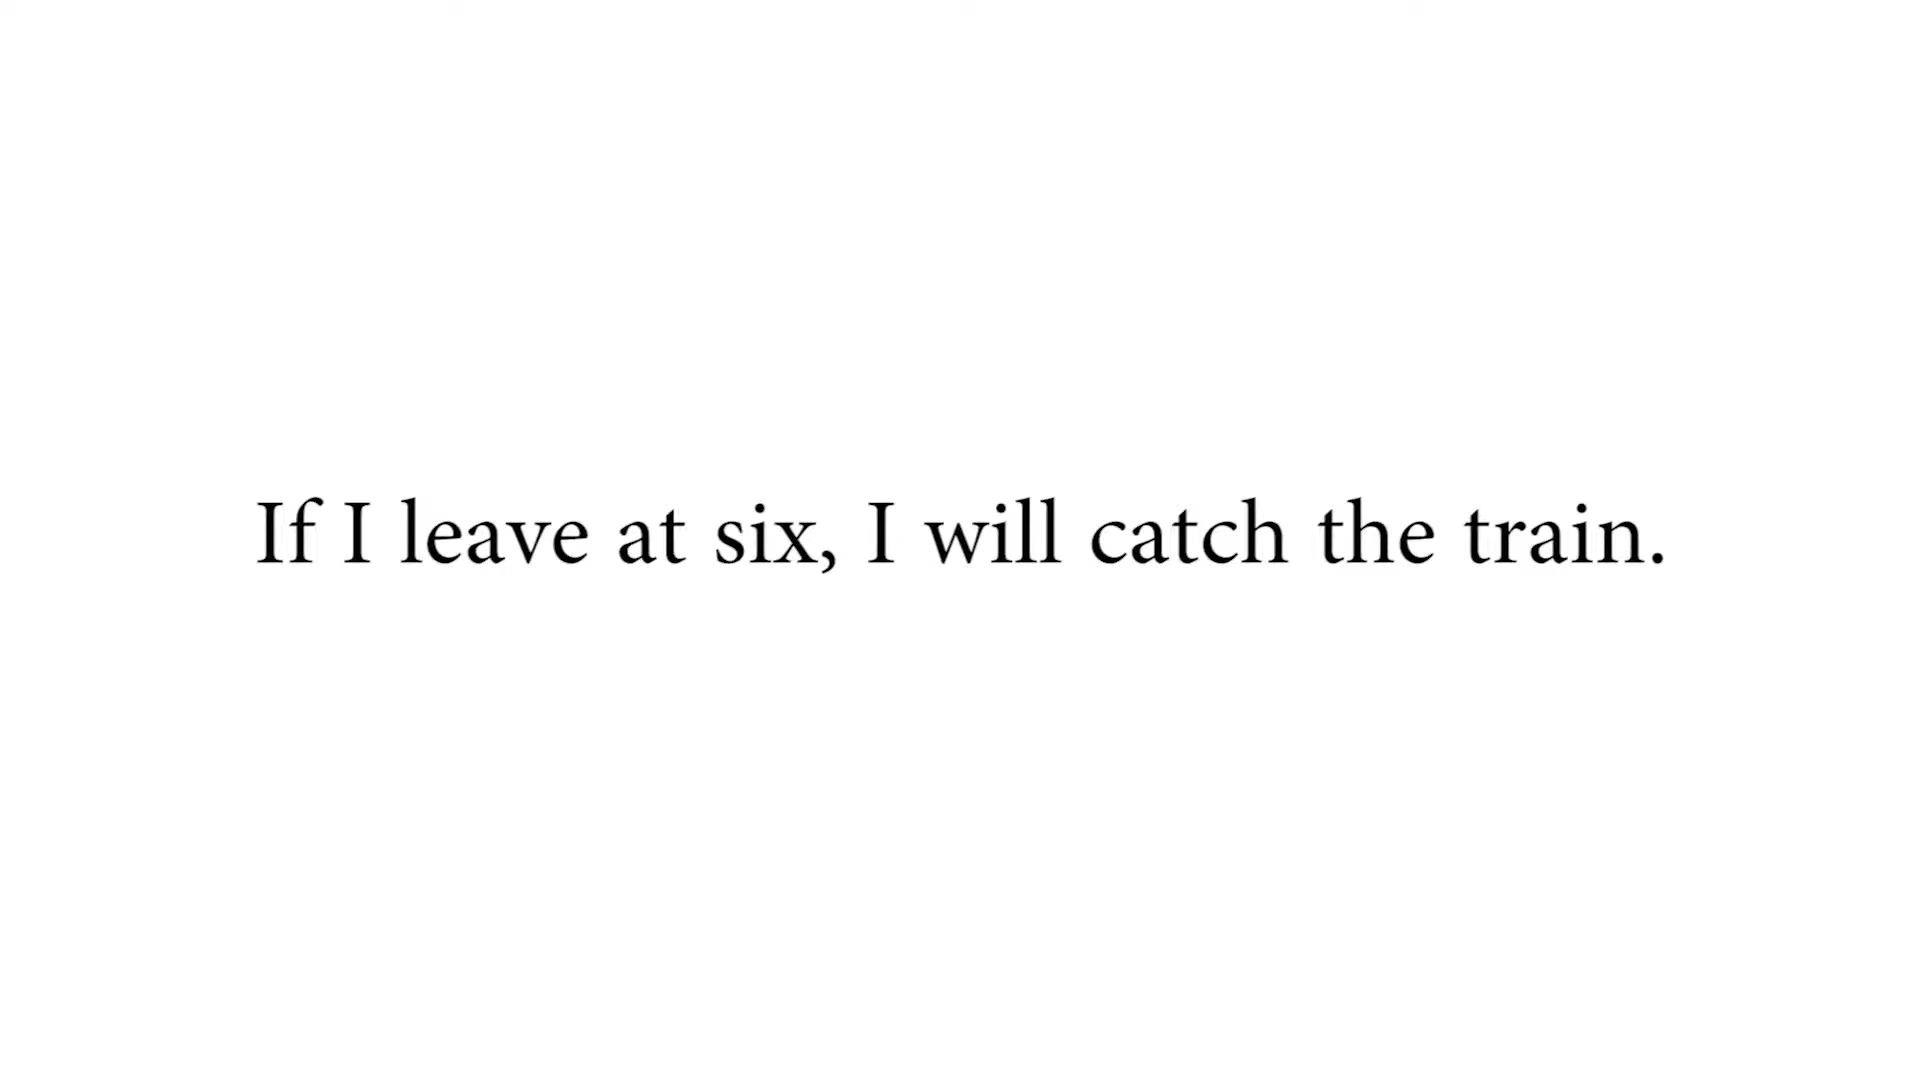 If I leave at six, I will catch the train.